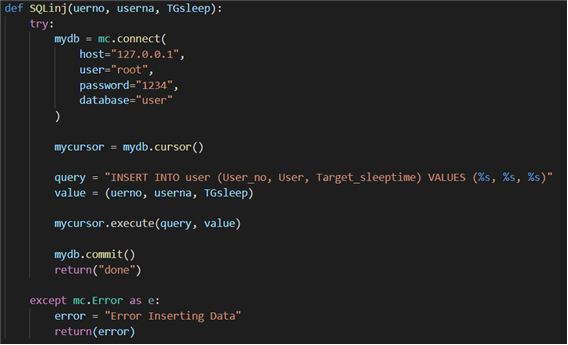 def SQLinj(uerno, userna, TGsleep):
    try:
        mydb = mc.connect(
            host="127.0.0.1",
            user="root",
            password="1234",
            database="user"
        )
        mycursor = mydb.cursor()
        query = "INSERT INTO user (User_no, User, Target_sleeptime) VALUES (%s, %s, %s)"
        value = (uerno, userna, TGsleep)
        mycursor.execute(query, value)
        mydb.commit()
        return("done")
    except mc.Error as e:
        error = "Error Inserting Data"
        return(error)